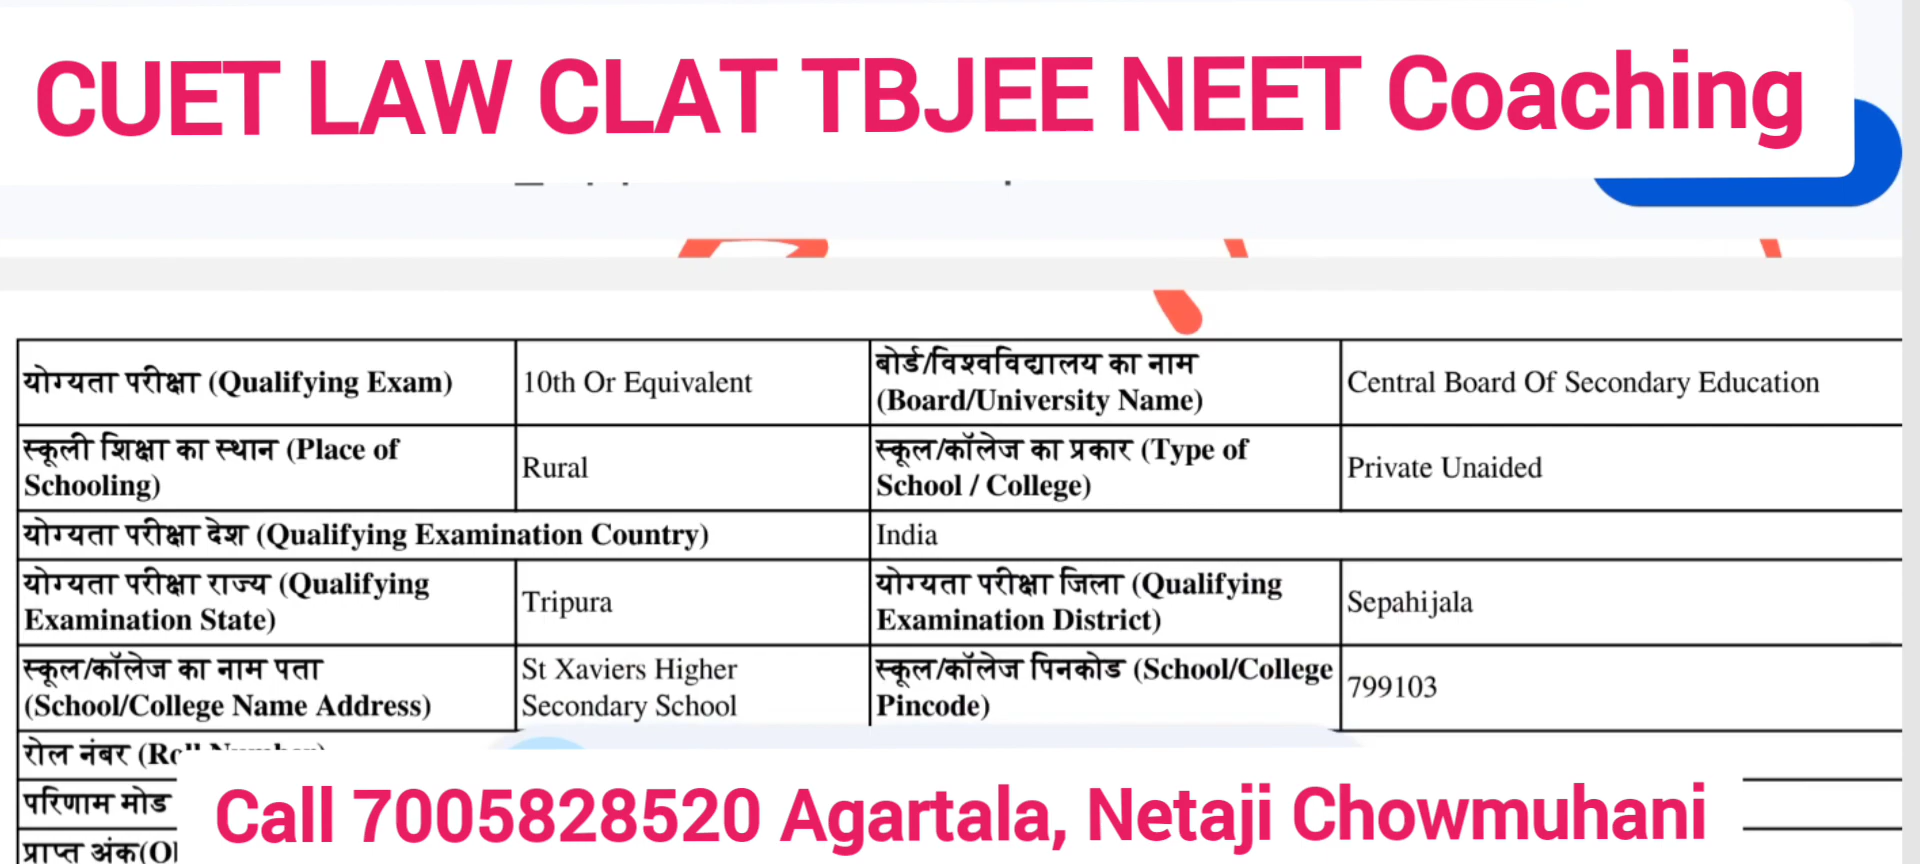 CUET LAW CLAT TBJEE NEET Coaching
योग्यता परीक्षा (Qualifying Exam)
10th Or Equivalent
बोर्ड/विश्वविद्यालय का नाम
(Board/University Name)
Central Board Of Secondary Education
स्कूली शिक्षा का स्थान (Place of
Schooling)
Rural
स्कूल/कॉलेज का प्रकार (Type of
School / College)
Private Unaided
योग्यता परीक्षा देश (Qualifying Examination Country)
India
योग्यता परीक्षा राज्य (Qualifying
Examination State)
Tripura
योग्यता परीक्षा जिला (Qualifying
Examination District)
Sepahijala
स्कूल/कॉलेज का नाम पता
(School/College Name Address)
St Xaviers Higher
Secondary School
स्कूल/कॉलेज पिनकोड (School/College
Pincode)
799103
रोल नंबर
परिणाम मोड
प्राप्त अंक
Call 7005828520 Agartala, Netaji Chowmuhani